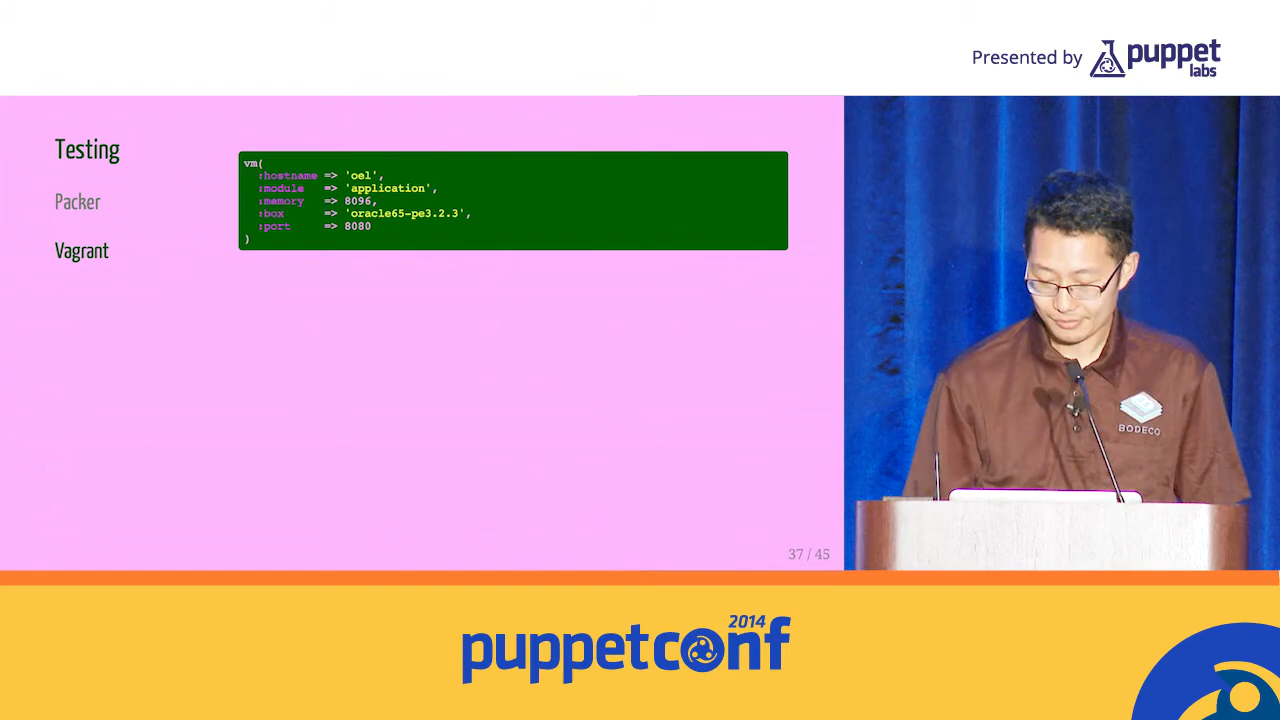 Presented by puppet labs
Testing
Packer
Vagrant
vm(
:hostname => 'oel',
:module => 'application',
:memory => 8096,
:box => 'oracle65-pe3.2.3',
:port => 8080
)
BODECO
37 / 45
puppetconf 2014